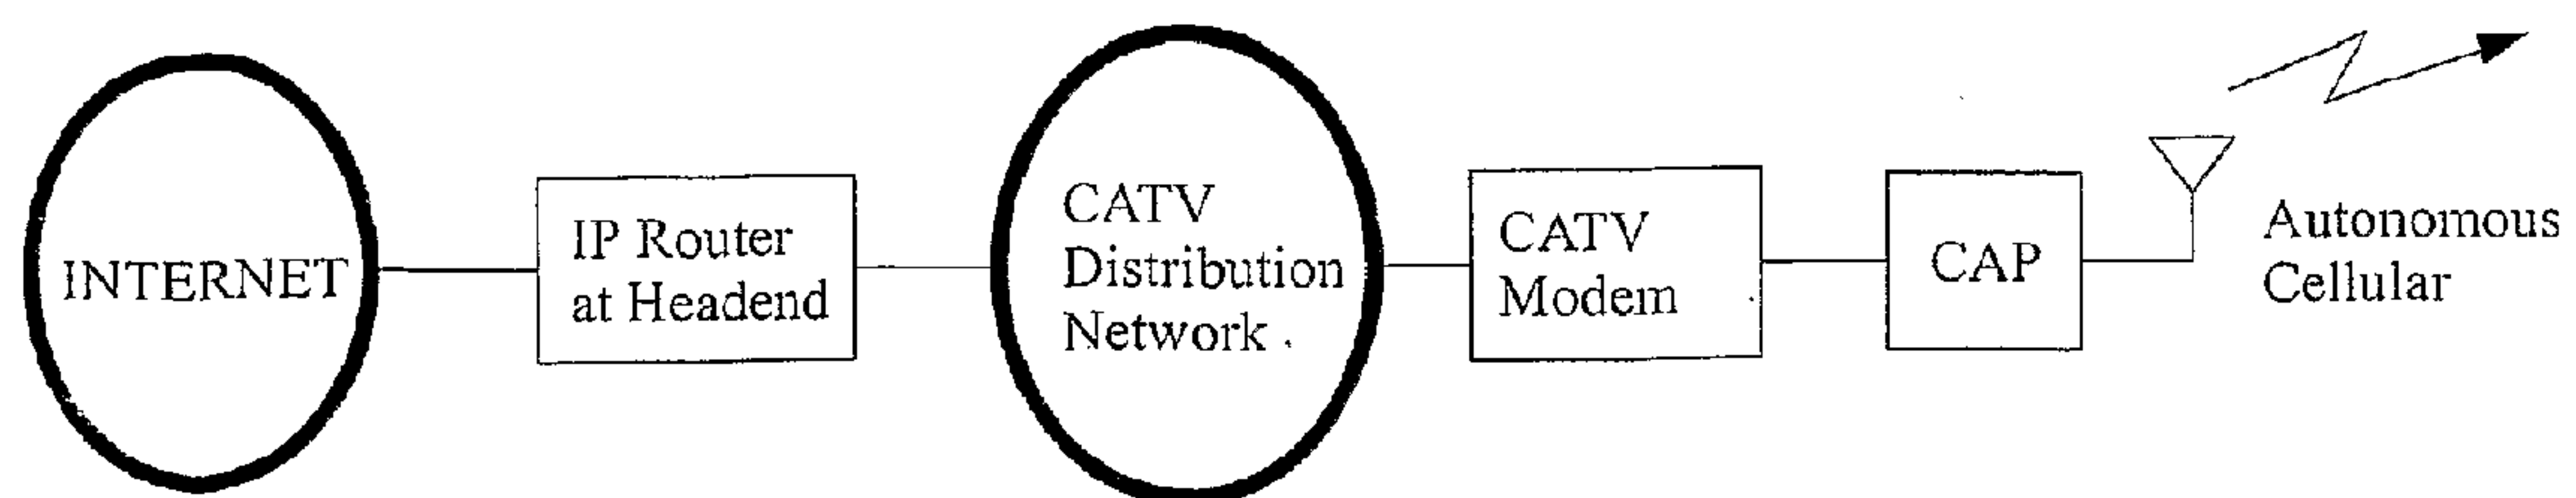 INTERNET
IP Router
at Headend
CATV
Distribution
Network
CATV
Modem
CAP
Autonomous
Cellular